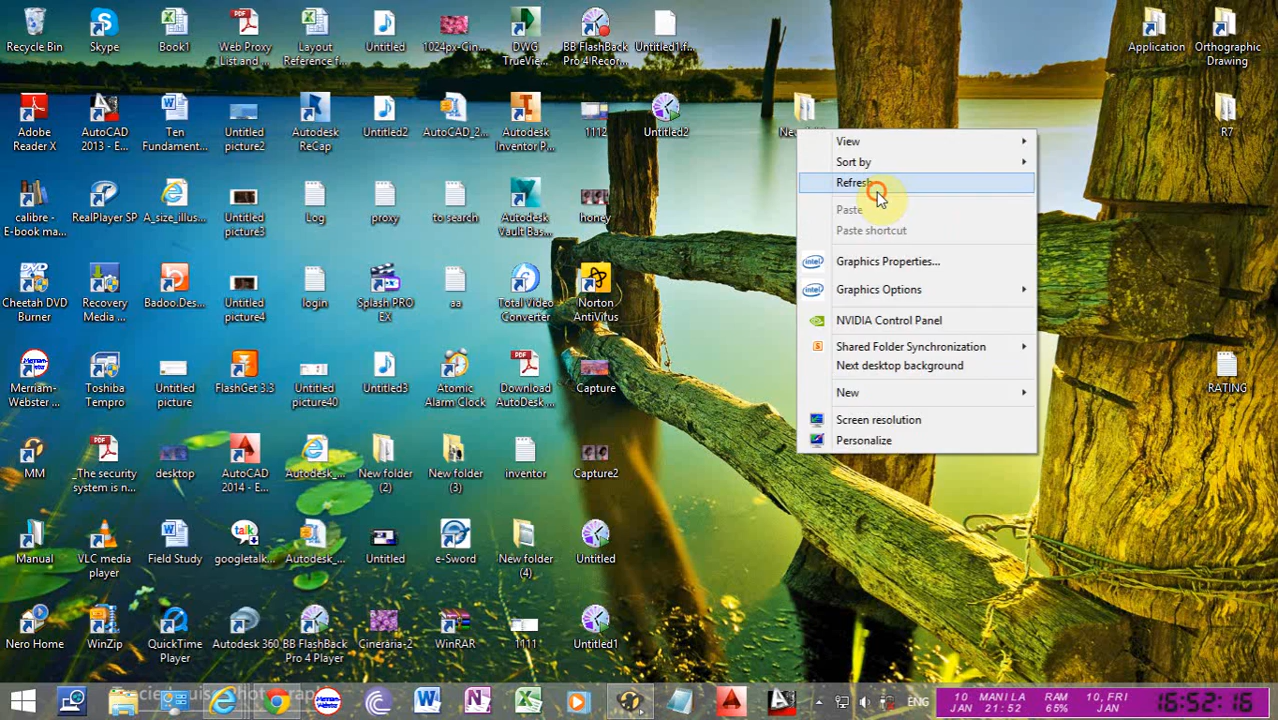 Recycle Bin
Skype
Book1
Web Proxy
List and ...
Layout
Reference f...
Untitled
1024px-Cin...
DWG
TrueVie...
BB FlashBack
Pro 4 Recor...
Untitled1.f...
Application
Orthographic
Drawing
Adobe
Reader X
AutoCAD
2013 - E...
Ten
Fundament...
Untitled
picture2
Autodesk
ReCap
Untitled2
AutoCAD_2...
Autodesk
Inventor P...
1112
Untitled2
R7
calibre -
E-book ma...
RealPlayer SP
A_size_illus...
Untitled
picture3
Log
proxy
to search
Autodesk
Vault Bas...
honey
Cheetah DVD
Burner
Recovery
Media ...
Badoo.Des...
Untitled
picture4
login
Splash PRO
EX
aa
Total Video
Converter
Norton
AntiVirus
Merriam-
Webster ...
Toshiba
Tempro
Untitled
picture
FlashGet 3.3
Untitled
picture40
Untitled3
Atomic
Alarm Clock
Download
AutoDesk ...
Capture
RATING
MM
_The security
system is n...
desktop
AutoCAD
2014 - E...
Autodesk_...
New folder
(2)
New folder
(3)
inventor
Capture2
Manual
VLC media
player
Field Study
googletalk...
Autodesk_...
Untitled
e-Sword
New folder
(4)
Untitled
Nero Home
WinZip
QuickTime
Player
Autodesk 360
BB FlashBack
Pro 4 Player
Cineraria-2
WinRAR
1111
Untitled1
View
Sort by
Refresh
Paste
Paste shortcut
Graphics Properties...
Graphics Options
NVIDIA Control Panel
Shared Folder Synchronization
Next desktop background
New
Screen resolution
Personalize
ENG
10 MANILA RAM 10, FRI
JAN 21:52 65% JAN
16:52:16